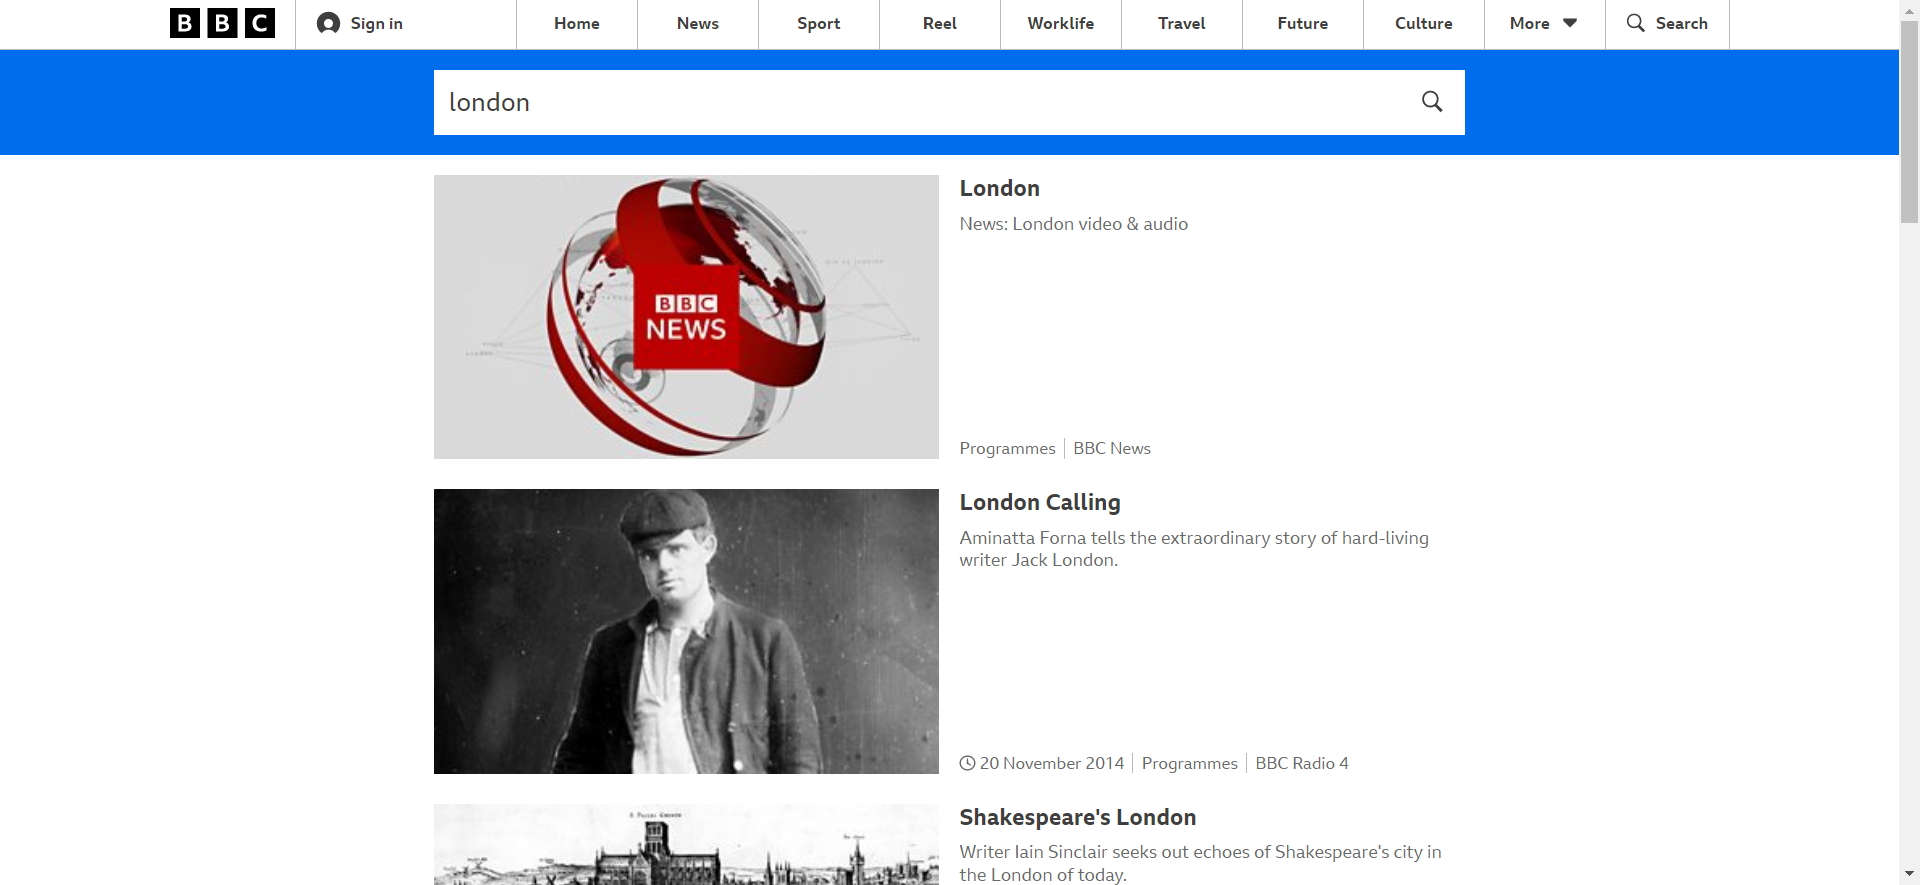 BBC
Sign in
Home
News
Sport
Reel
Worklife
Travel
Future
Culture
More
Search
london
BBC
NEWS
London
News: London video & audio
Programmes
BBC News
London Calling
Aminatta Forna tells the extraordinary story of hard-living
writer Jack London.
20 November 2014
Programmes
BBC Radio 4
Shakespeare's London
Writer Iain Sinclair seeks out echoes of Shakespeare's city in
the London of today.